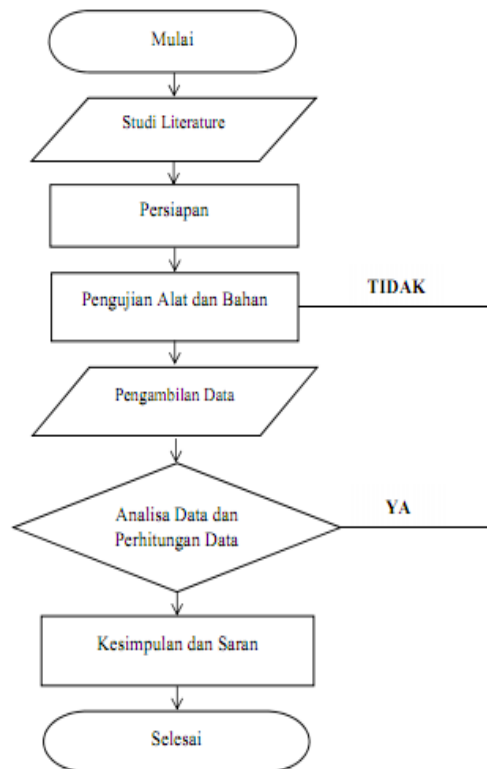 Mulai
Studi Literature
Persiapan
Pengujian Alat dan Bahan
TIDAK
Pengambilan Data
Analisa Data dan
Perhitungan Data
YA
Kesimpulan dan Saran
Selesai